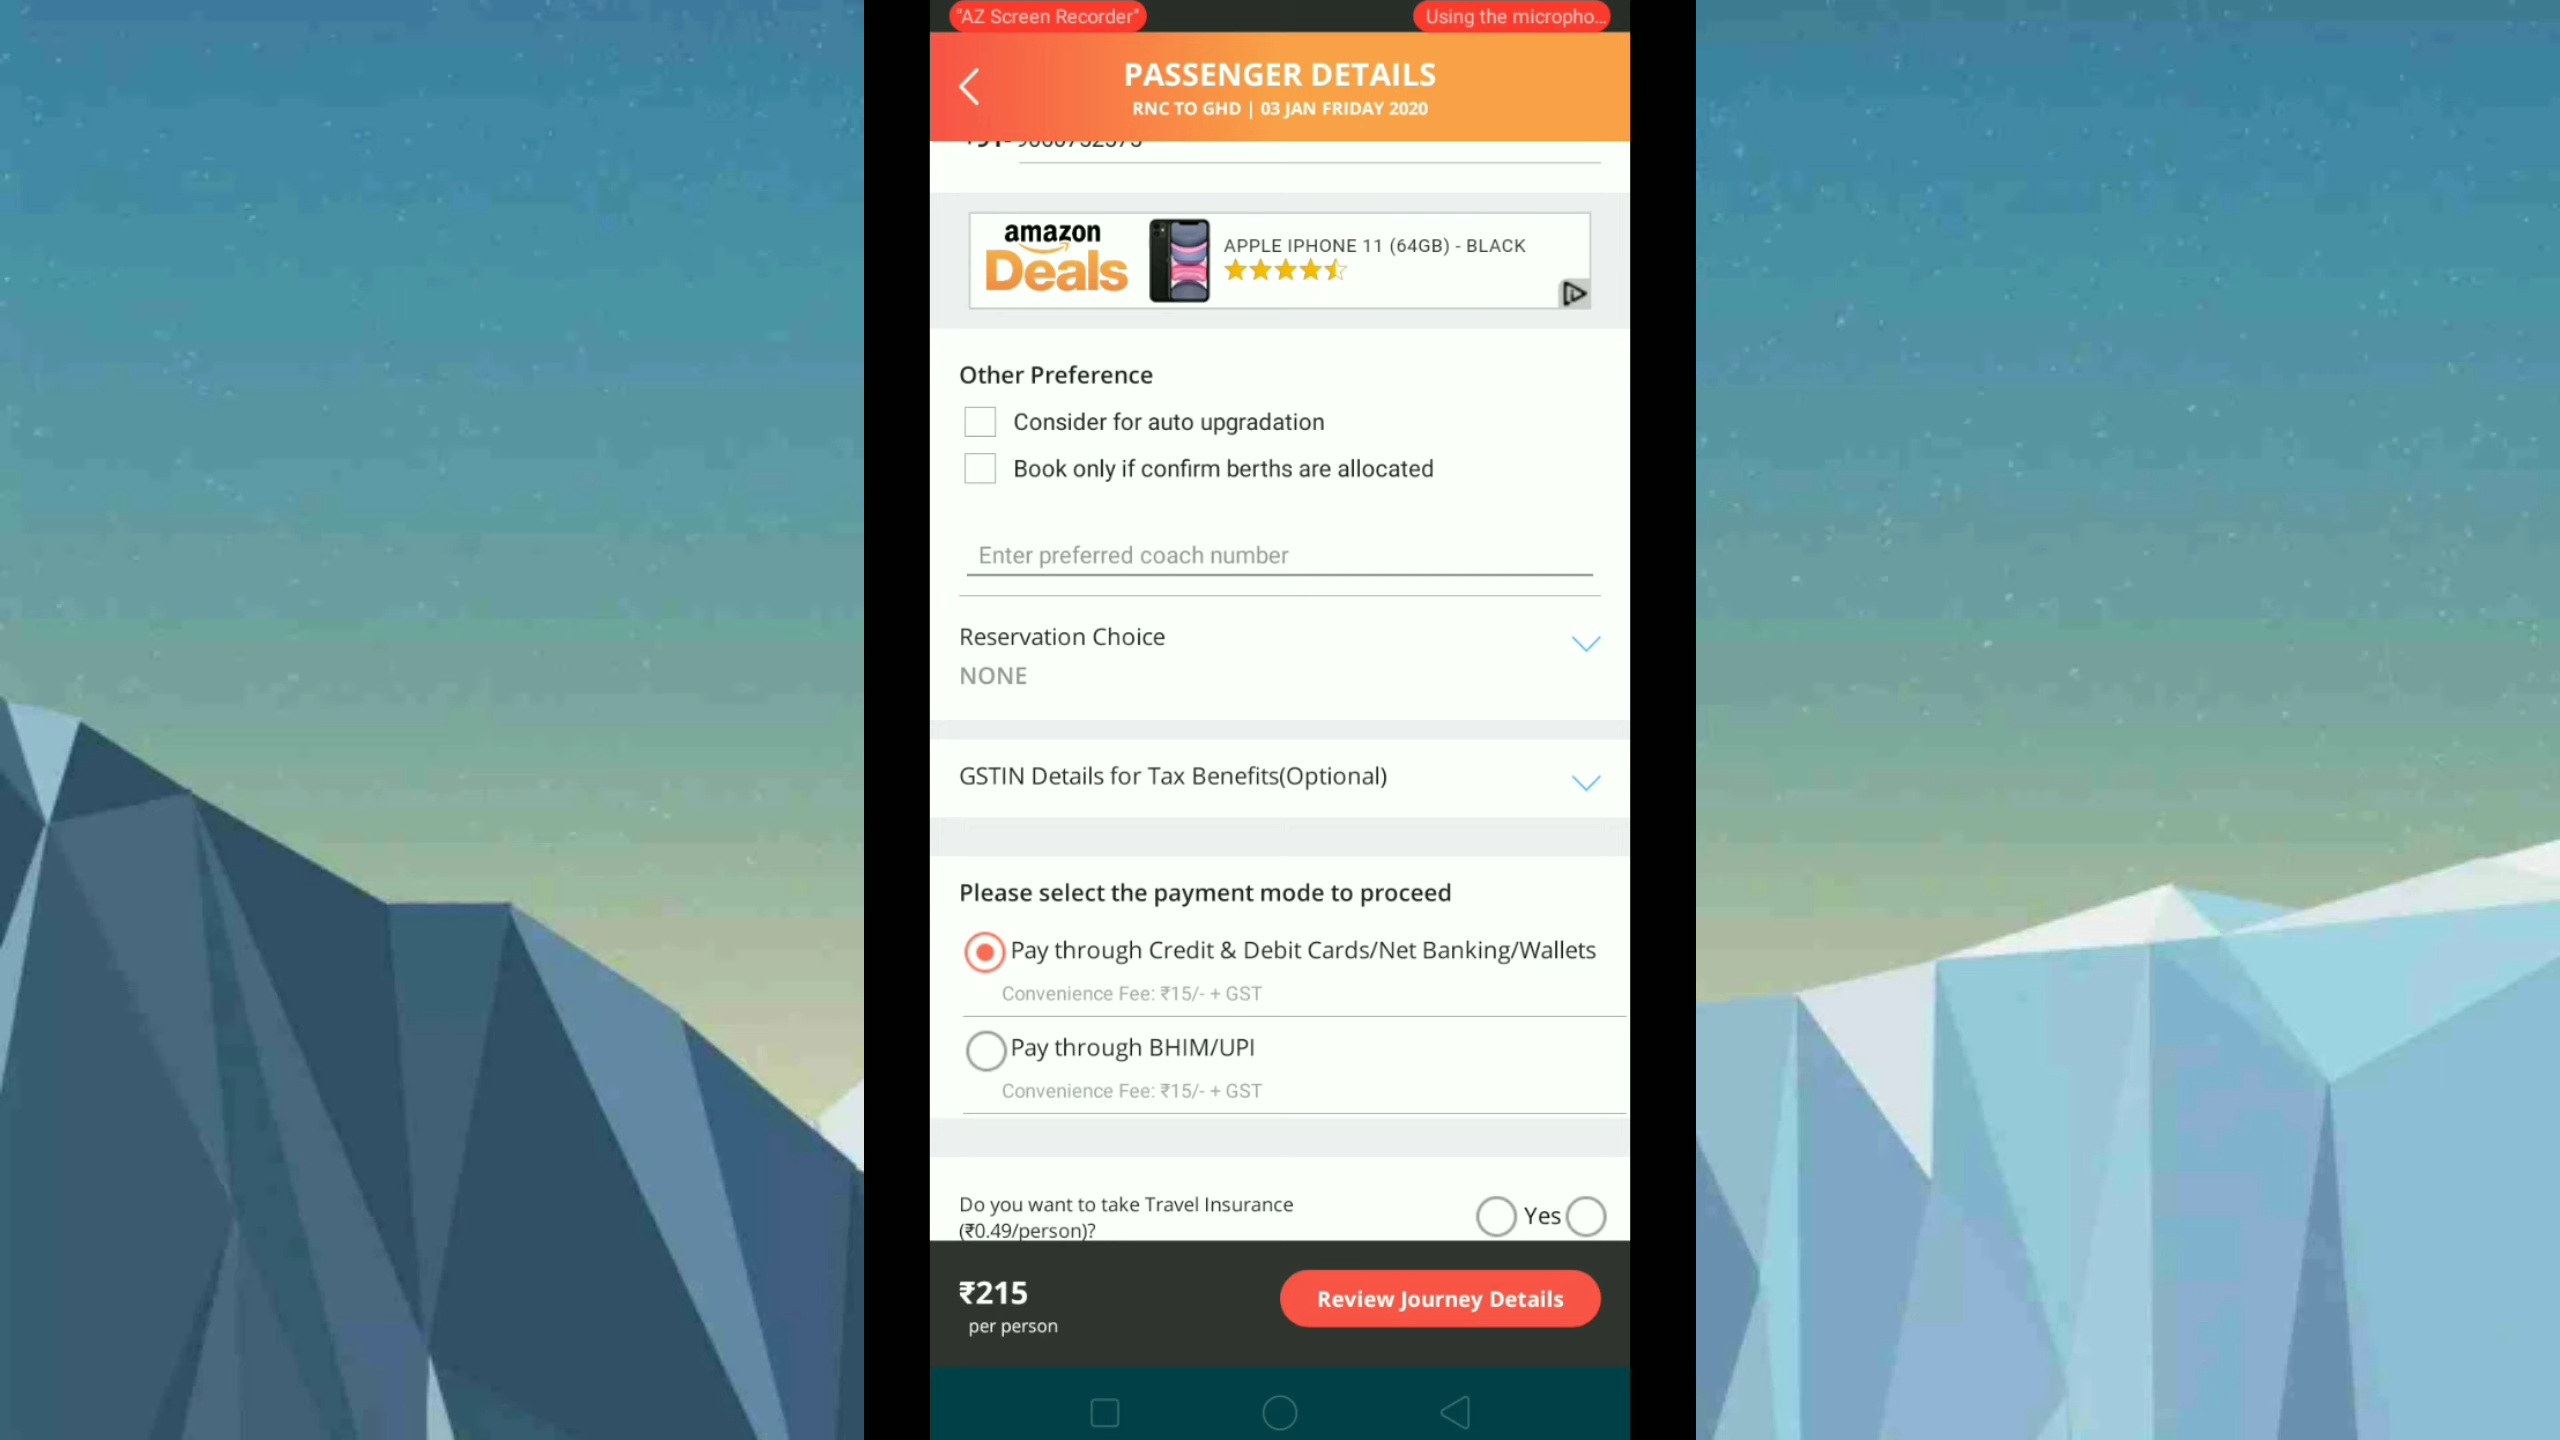 "AZ Screen Recorder"
Using the micropho...
PASSENGER DETAILS
RNC TO GHD | 03 JAN FRIDAY 2020
amazon
Deals
APPLE IPHONE 11 (64GB) - BLACK
Other Preference
Consider for auto upgradation
Book only if confirm berths are allocated
Enter preferred coach number
Reservation Choice
NONE
GSTIN Details for Tax Benefits(Optional)
Please select the payment mode to proceed
Pay through Credit & Debit Cards/Net Banking/Wallets
Convenience Fee: ₹15/- + GST
Pay through BHIM/UPI
Convenience Fee: ₹15/- + GST
Do you want to take Travel Insurance
(₹0.49/person)?
Yes
₹215
per person
Review Journey Details